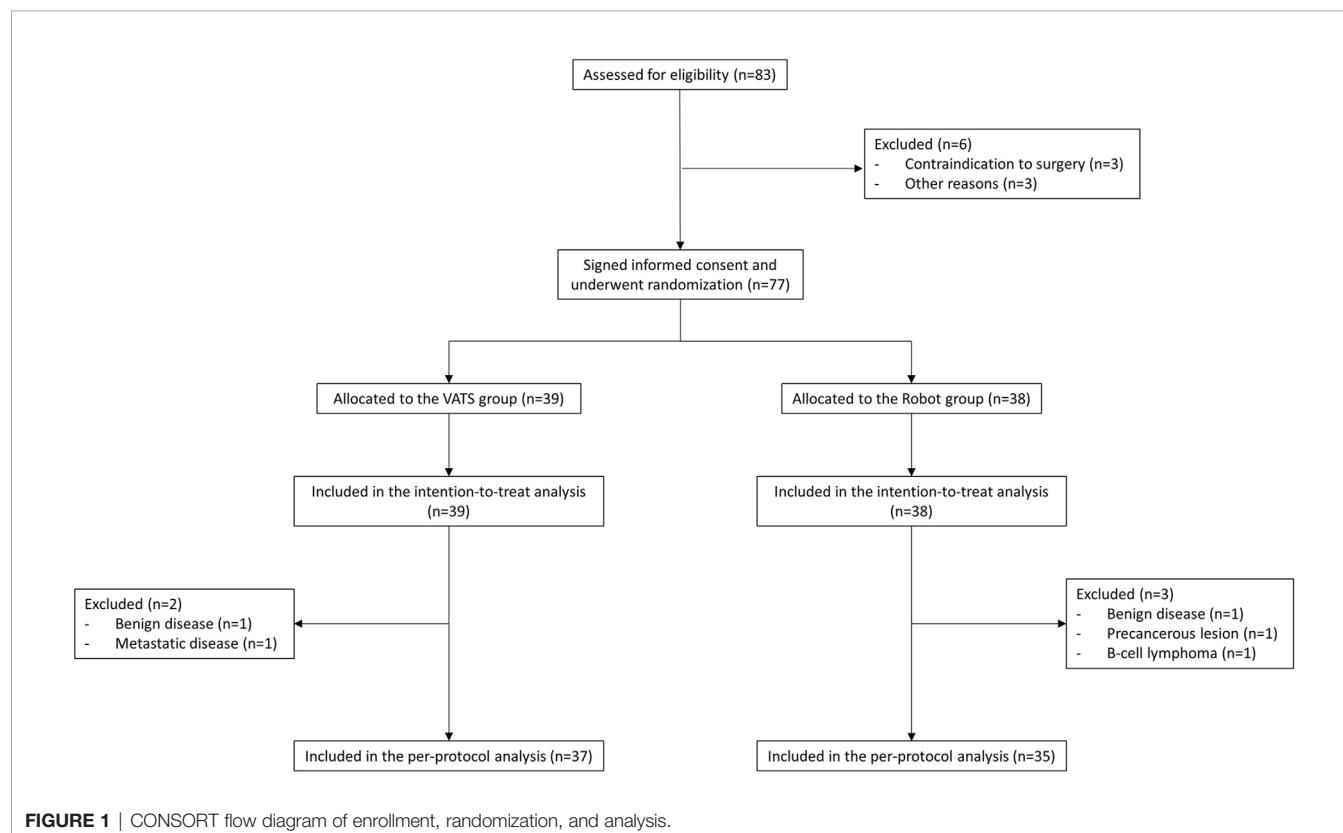 Assessed for eligibility (n=83)
Excluded (n=6)
- Contraindication to surgery (n=3)
- Other reasons (n=3)
Signed informed consent and
underwent randomization (n=77)
Allocated to the VATS group (n=39)
Allocated to the Robot group (n=38)
Included in the intention-to-treat analysis
(n=39)
Included in the intention-to-treat analysis
(n=38)
Excluded (n=2)
- Benign disease (n=1)
- Metastatic disease (n=1)
Excluded (n=3)
- Benign disease (n=1)
- Precancerous lesion (n=1)
- B-cell lymphoma (n=1)
Included in the per-protocol analysis (n=37)
Included in the per-protocol analysis (n=35)
FIGURE 1 | CONSORT flow diagram of enrollment, randomization, and analysis.